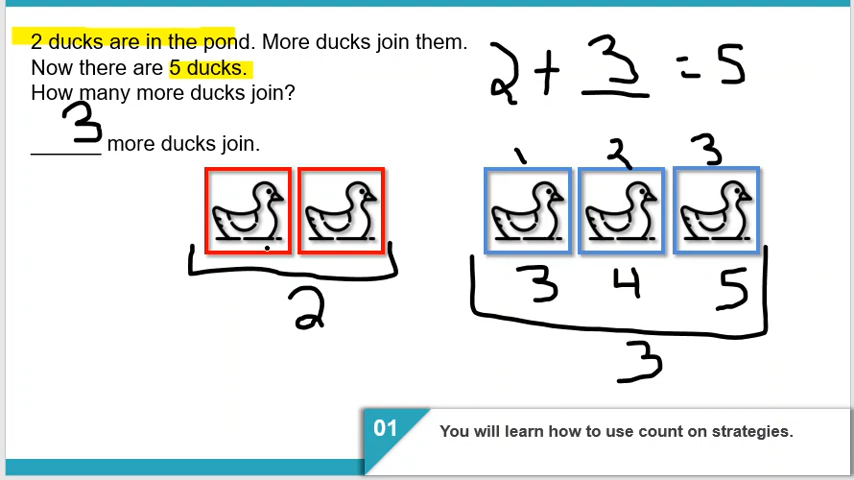 2 ducks are in the pond. More ducks join them.
Now there are 5 ducks.
How many more ducks join?
3 more ducks join.
2 + 3 = 5
1 2 3
3 4 5
2
3
01 You will learn how to use count on strategies.